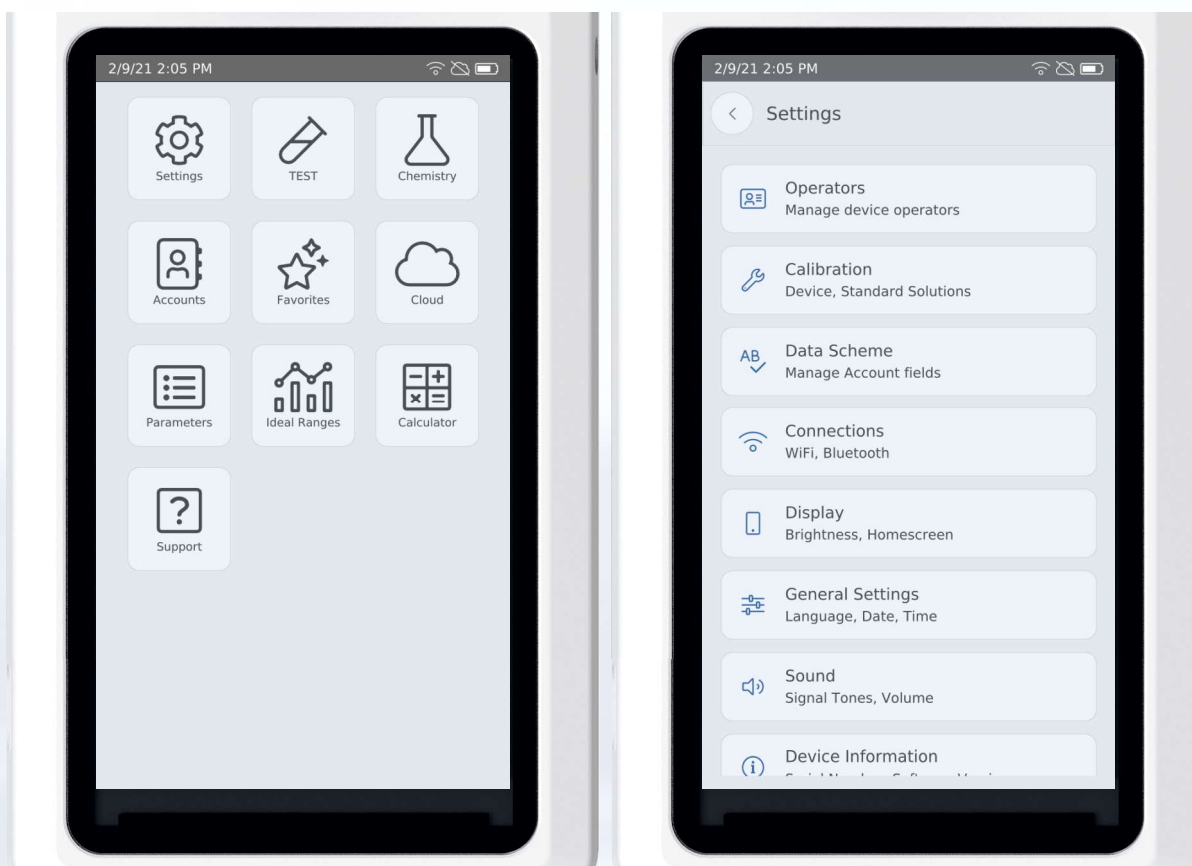 2/9/21 2:05 PM
Settings
TEST
Chemistry
Accounts
Favorites
Cloud
Parameters
Ideal Ranges
Calculator
Support
2/9/21 2:05 PM
Settings
Operators
Manage device operators
Calibration
Device, Standard Solutions
AB
Data Scheme
Manage Account fields
Connections
WiFi, Bluetooth
Display
Brightness, Homescreen
General Settings
Language, Date, Time
Sound
Signal Tones, Volume
Device Information